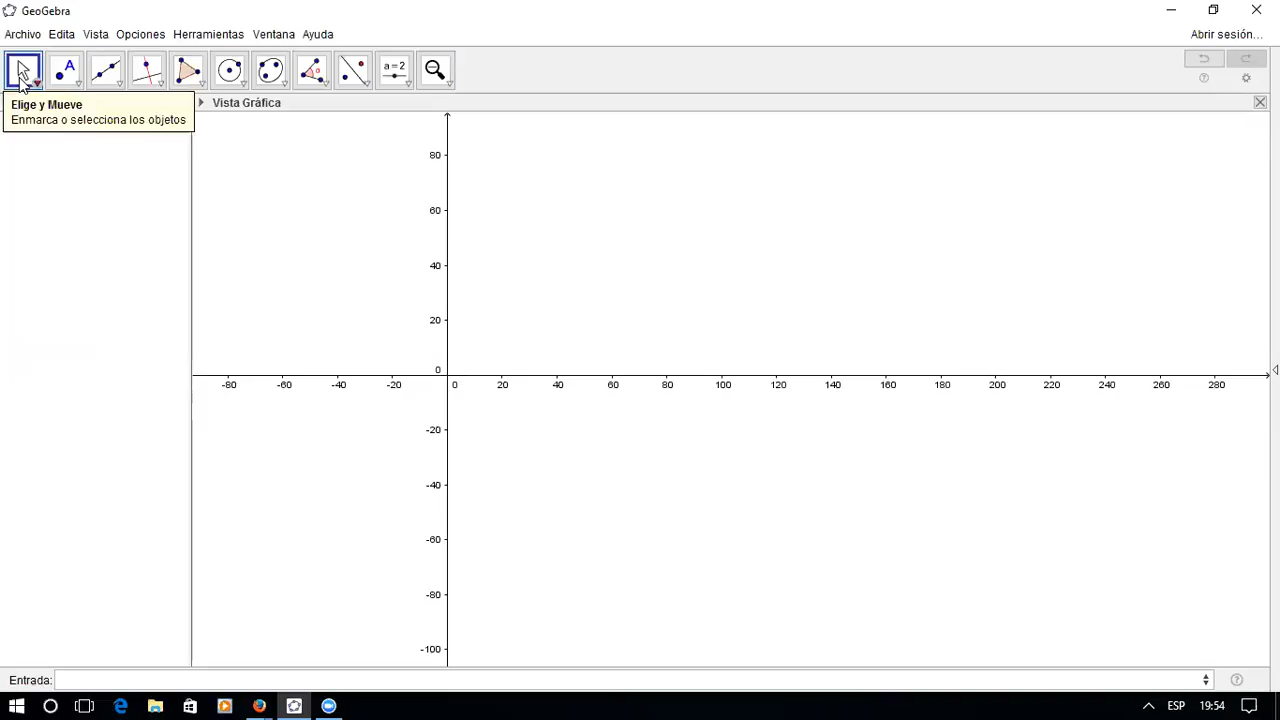 GeoGebra
Archivo Edita Vista Opciones Herramientas Ventana Ayuda
Abrir sesión...
A
a = 2
Elige y Mueve
Enmarca o selecciona los objetos
Vista Gráfica
80
60
40
20
0
-80 -60 -40 -20 0 20 40 60 80 100 120 140 160 180 200 220 240 260 280
-20
-40
-60
-80
-100
Entrada:
ESP 19:54